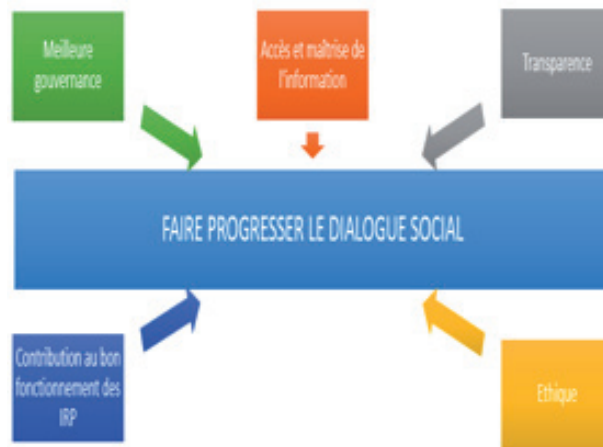 Meilleure
gouvernance
Accès et maîtrise de
l'information
Transparence
FAIRE PROGRESSER LE DIALOGUE SOCIAL
Contribution au bon
fonctionnement des
IRP
Ethique